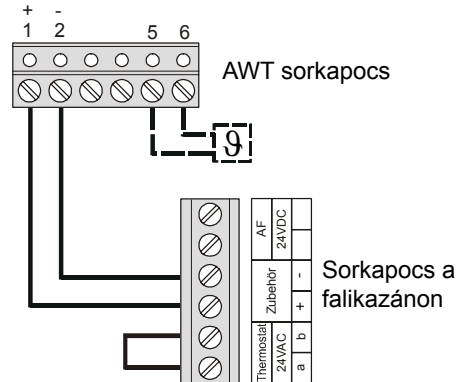 + -
1 2 5 6
AWT sorkapocs
ϑ
AF
24VDC
Zubehör
-
+
Thermostat
24VAC
b
a
Sorkapocs a
falikazánon